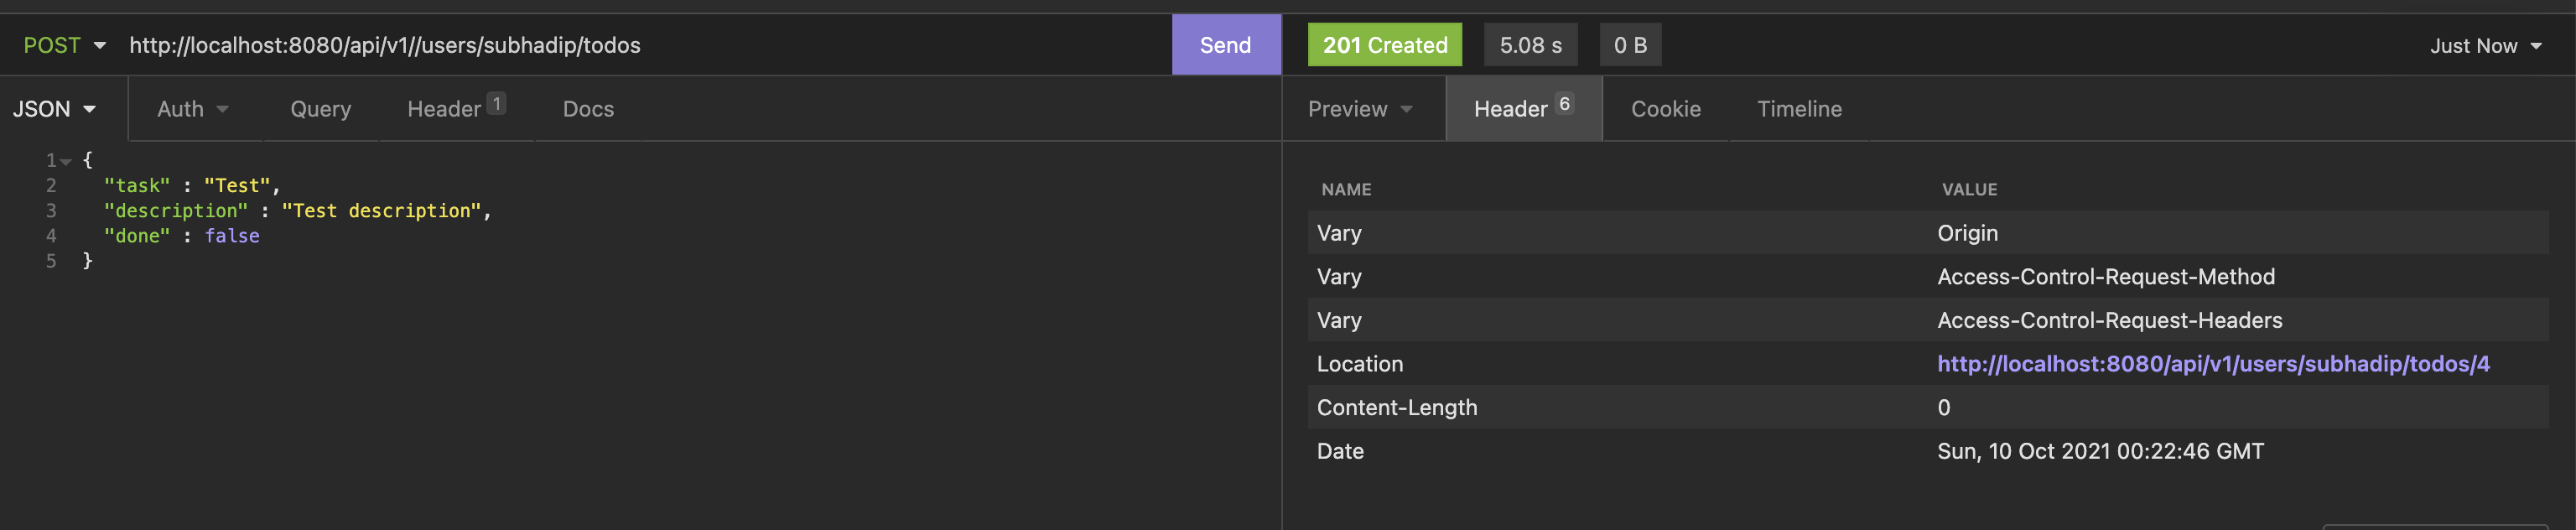 POST http://localhost:8080/api/v1//users/subhadip/todos Send 201 Created 5.08 s 0 B Just Now
JSON Auth Query Header 1 Docs Preview Header 6 Cookie Timeline
1 {
2 "task" : "Test",
3 "description" : "Test description",
4 "done" : false
5 }
NAME VALUE
Vary Origin
Vary Access-Control-Request-Method
Vary Access-Control-Request-Headers
Location http://localhost:8080/api/v1/users/subhadip/todos/4
Content-Length 0
Date Sun, 10 Oct 2021 00:22:46 GMT